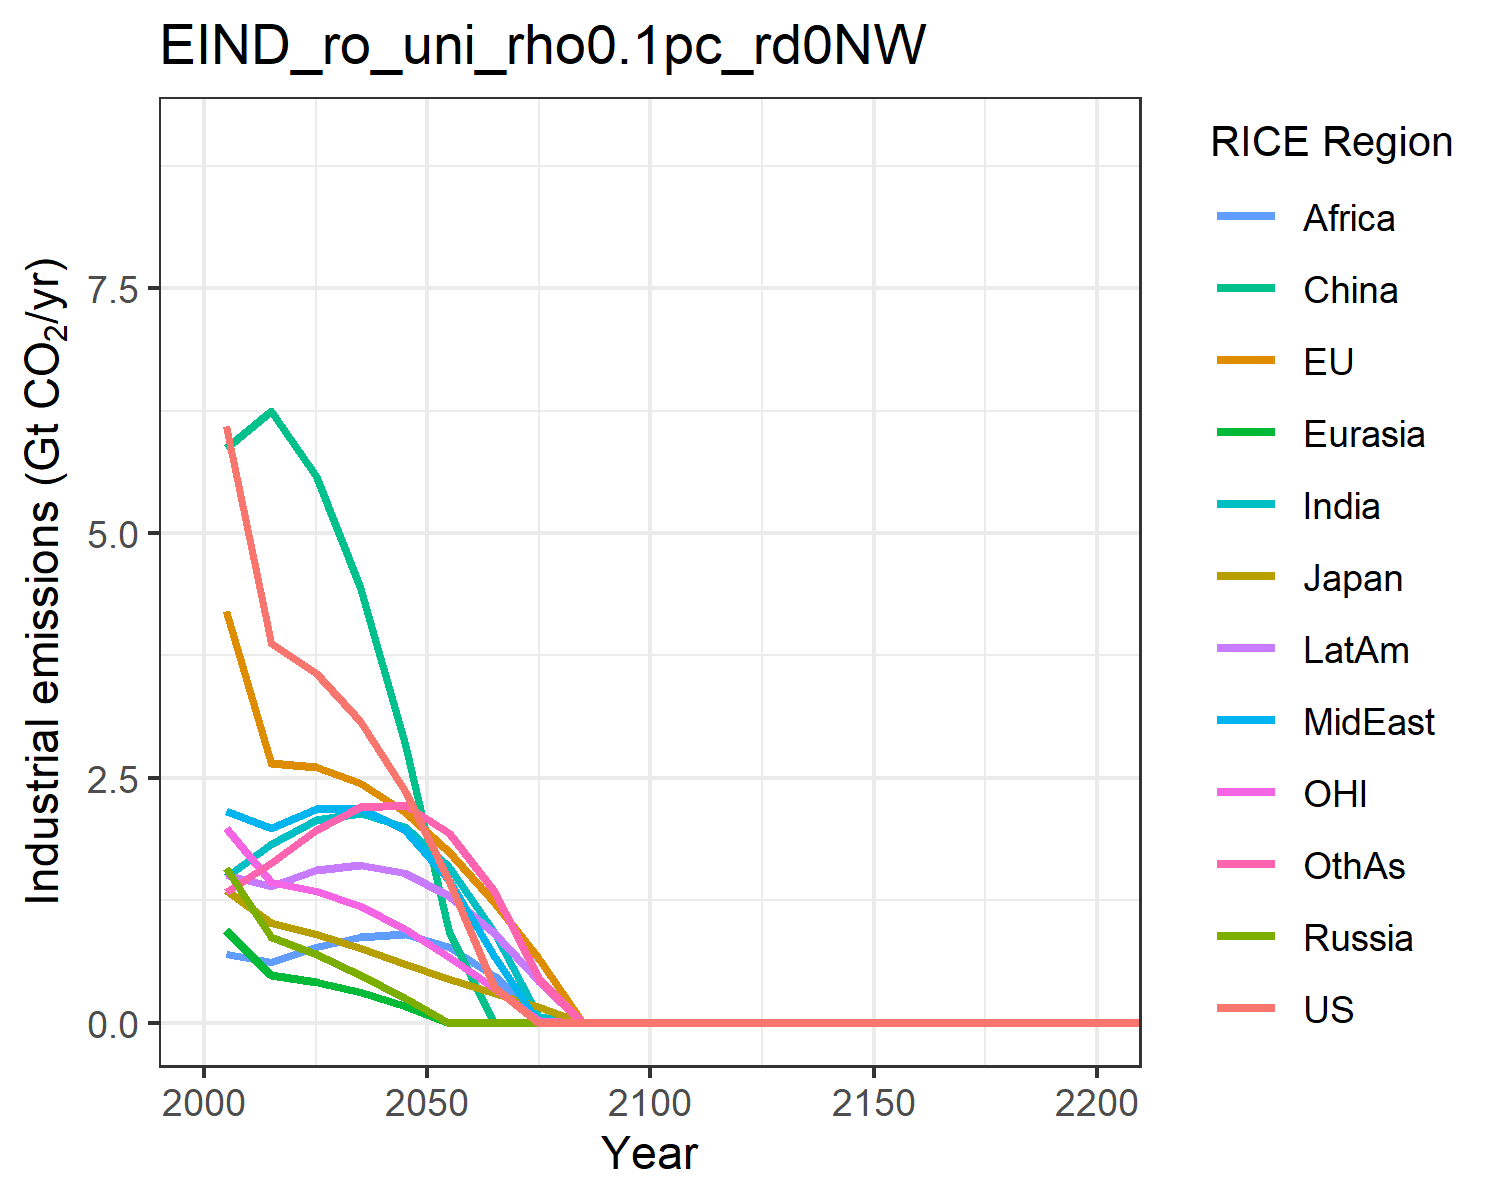 EIND_ro_uni_rho0.1pc_rd0NW
Industrial emissions (Gt CO₂/yr)
7.5
5.0
2.5
0.0
2000 2050 2100 2150 2200
Year
RICE Region
Africa
China
EU
Eurasia
India
Japan
LatAm
MidEast
OHI
OthAs
Russia
US